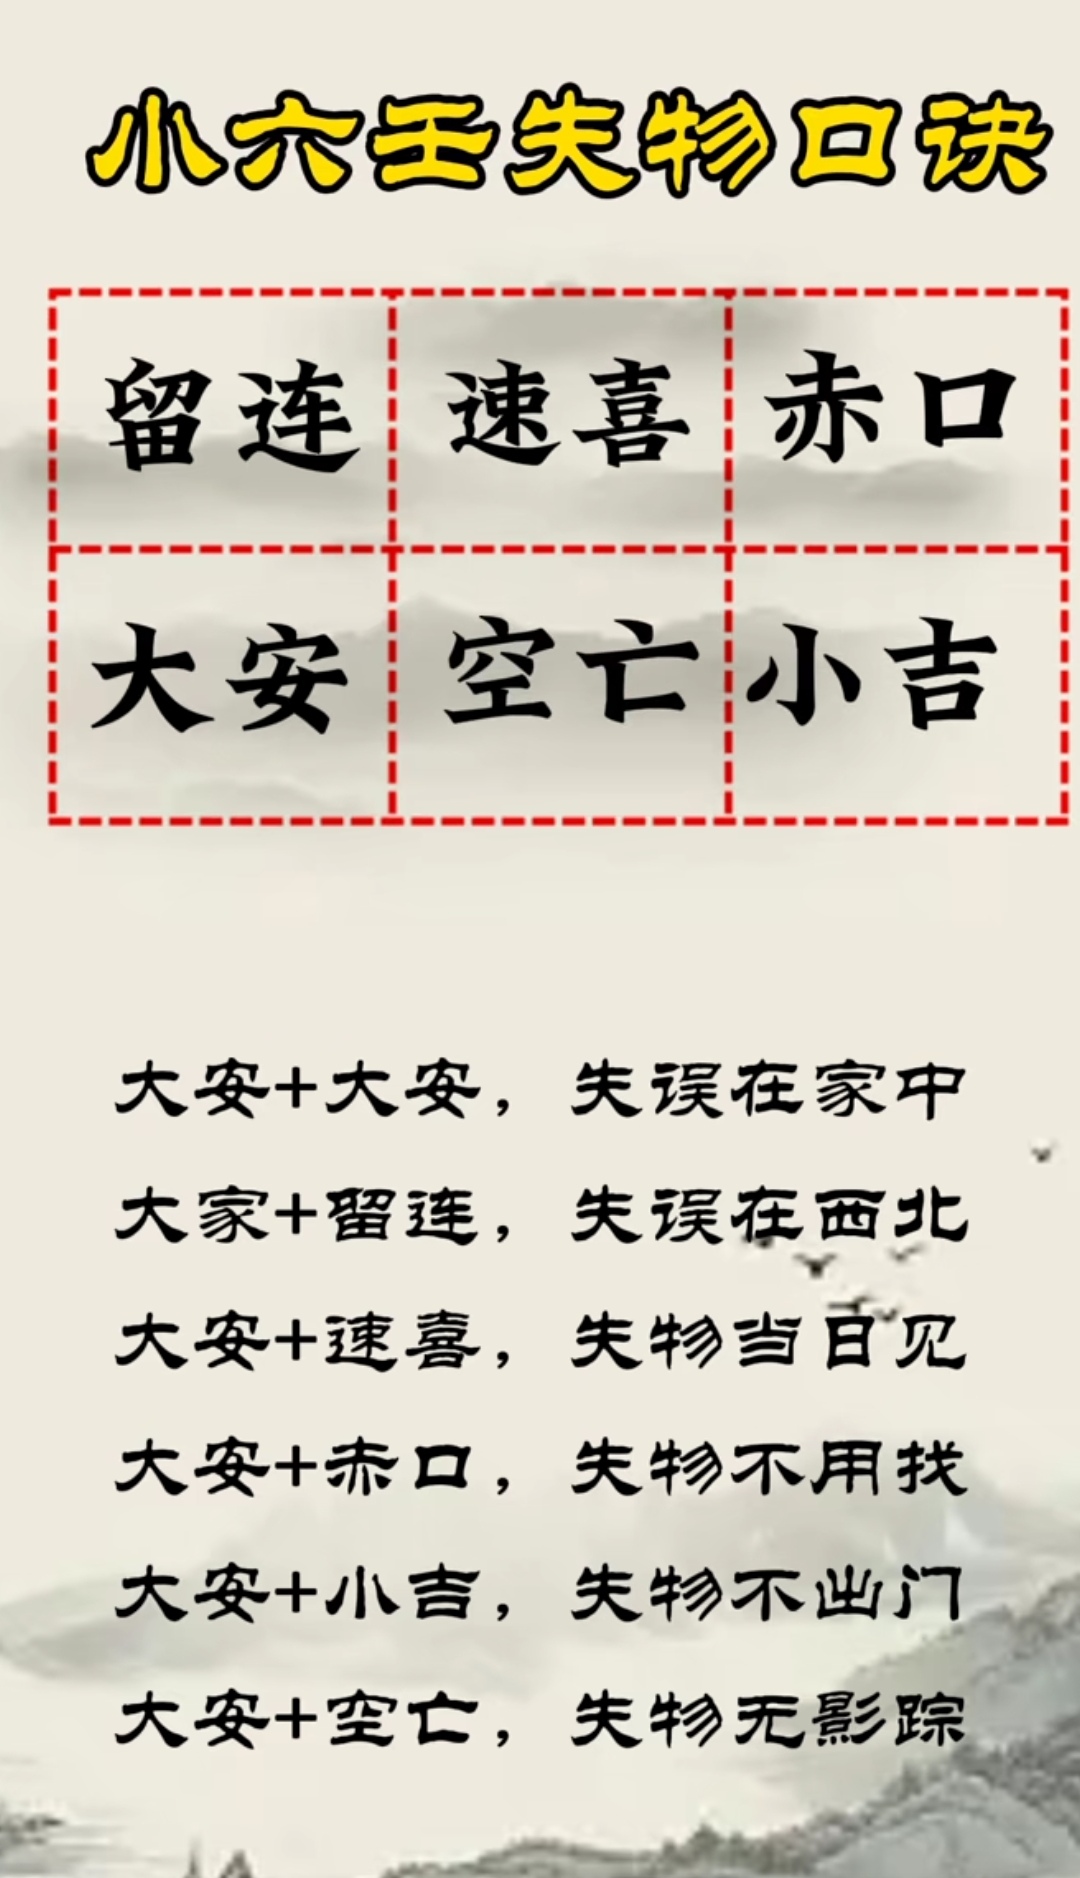 小六壬失物口诀
留连 速喜 赤口
大安 空亡 小吉
大安+大安，失误在家中
大家+留连，失误在西北
大安+速喜，失物当日见
大安+赤口，失物不用找
大安+小吉，失物不出门
大安+空亡，失物无影踪